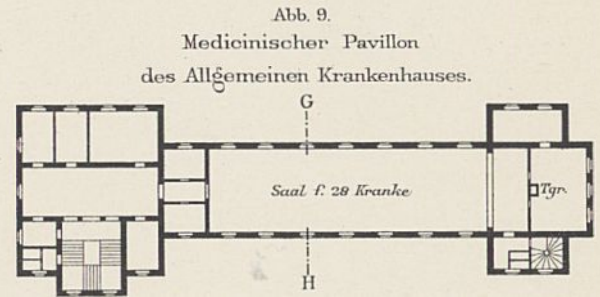 Abb. 9.
Medicinischer Pavillon
des Allgemeinen Krankenhauses.
G
Saal f. 28 Kranke
Tgr.
H